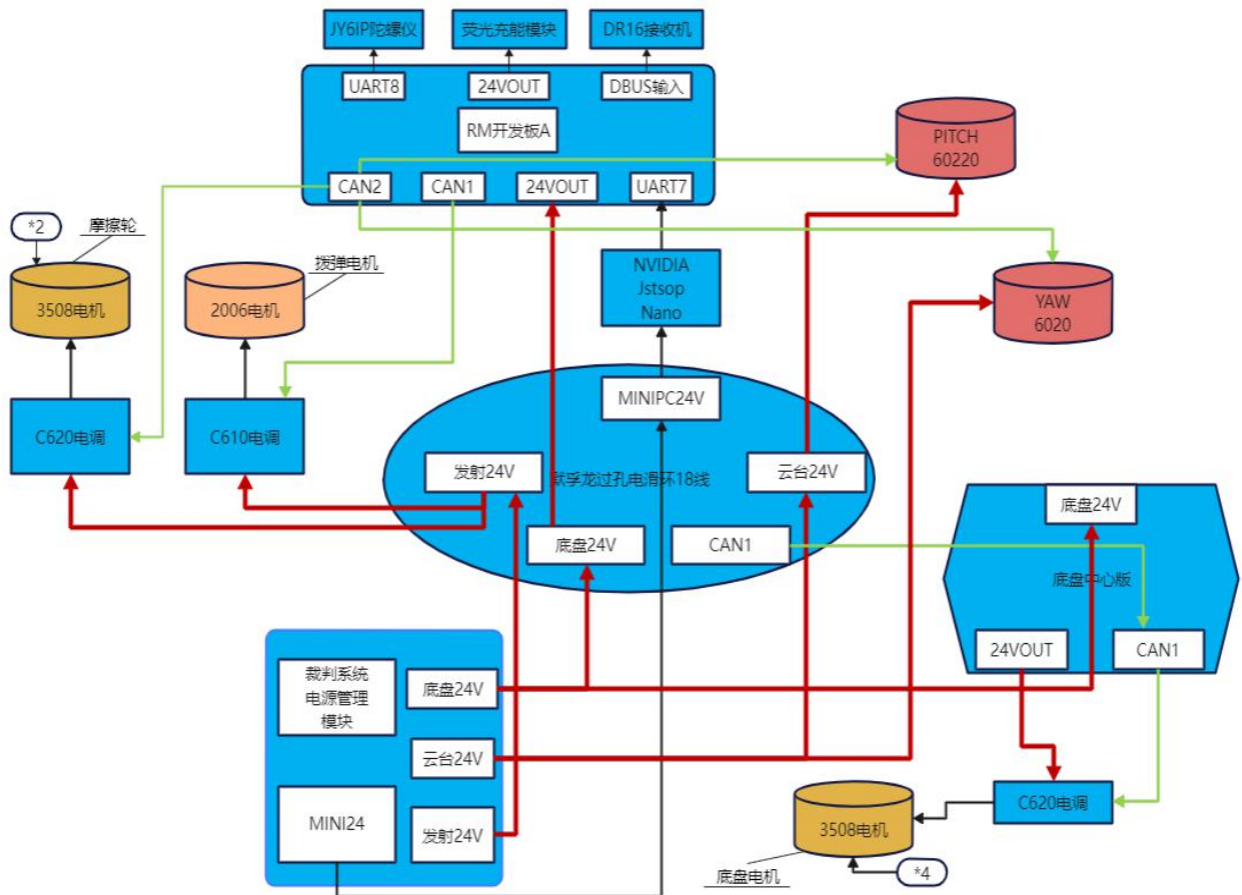 JY6IP陀螺仪
荧光充能模块
DR16接收机
UART8
24VOUT
DBUS输入
RM开发板A
CAN2
CAN1
24VOUT
UART7
PITCH
60220
*2
摩擦轮
拨弹电机
3508电机
2006电机
NVIDIA
Jstsop
Nano
YAW
6020
MINIPC24V
C620电调
C610电调
发射24V
默孚龙过孔电滑环18线
云台24V
底盘24V
CAN1
底盘24V
底盘中心版
24VOUT
CAN1
裁判系统
电源管理
模块
底盘24V
云台24V
MINI24
发射24V
C620电调
3508电机
底盘电机
*4